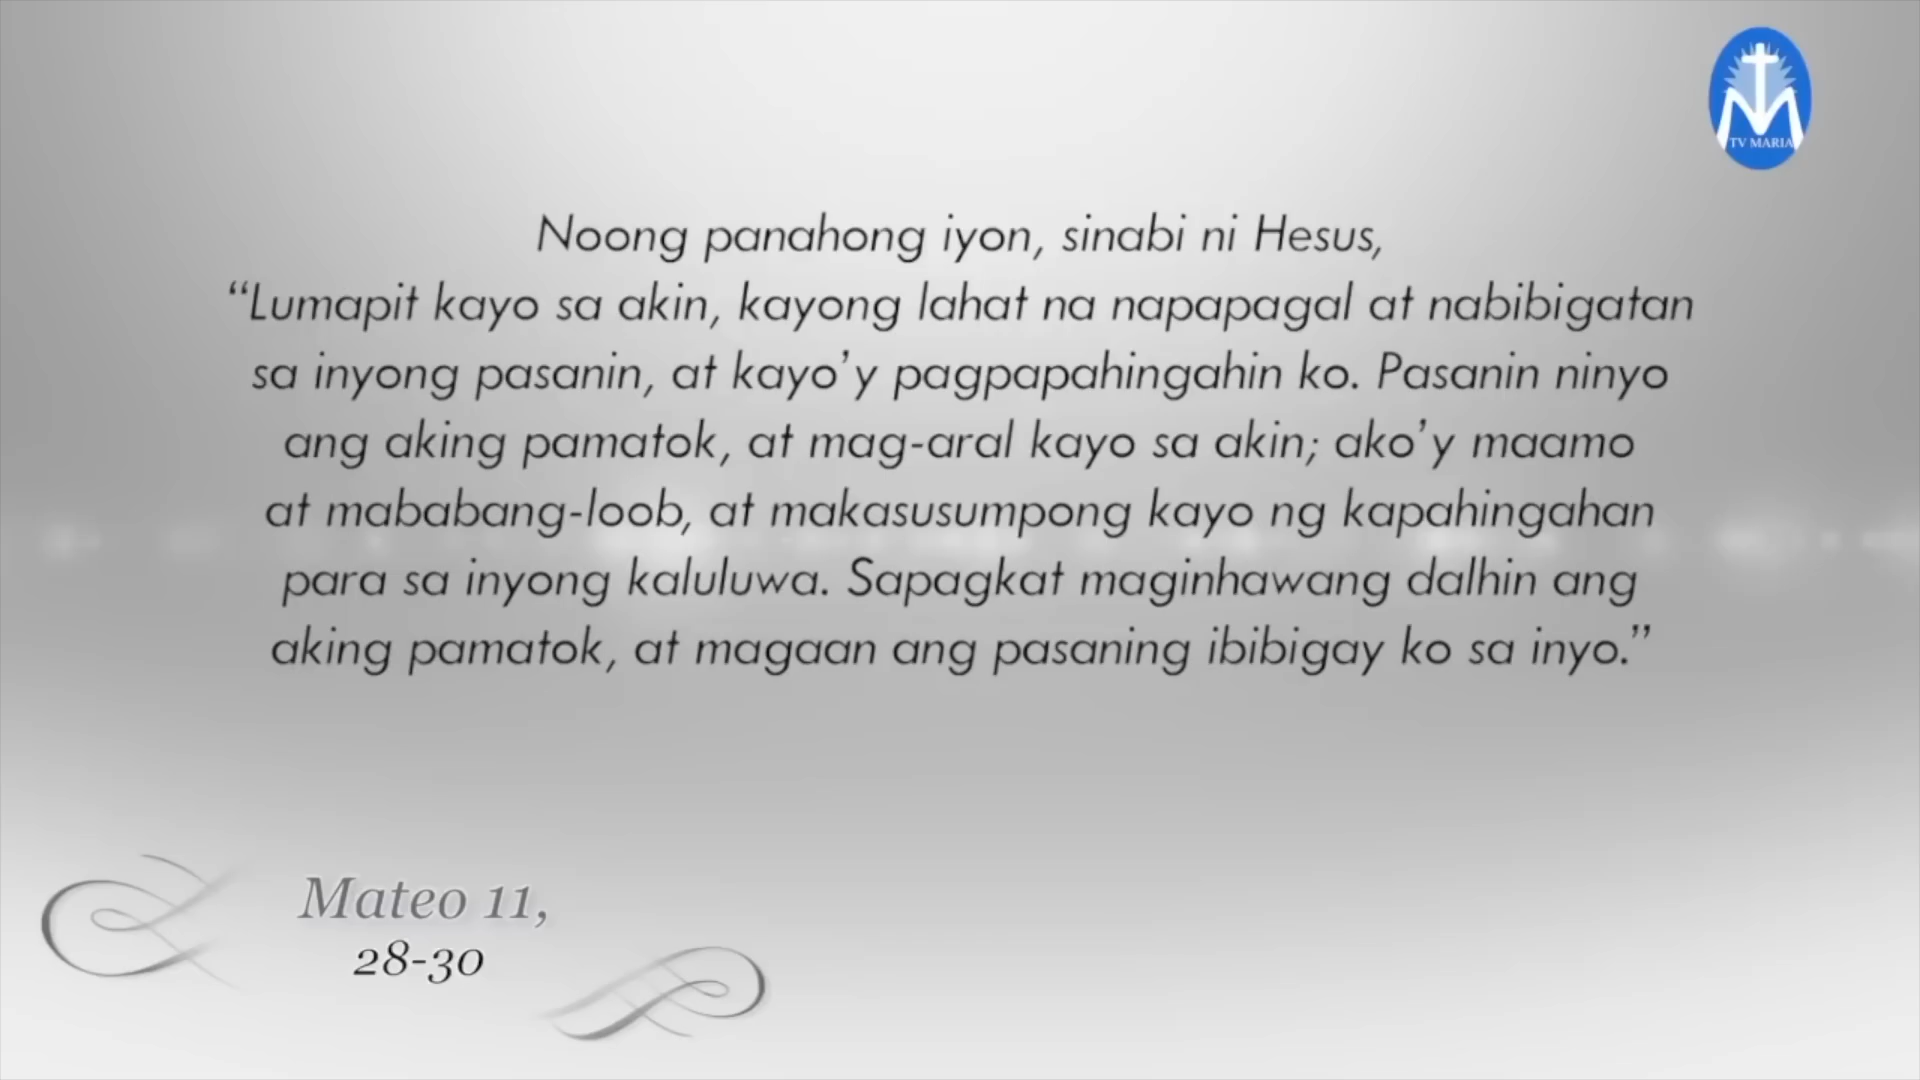 TV MARIA
Noong panahong iyon, sinabi ni Hesus,
“Lumapit kayo sa akin, kayong lahat na napapagal at nabibigatan
sa inyong pasanin, at kayo’y pagpapahingahin ko. Pasanin ninyo
ang aking pamatok, at mag-aral kayo sa akin; ako’y maamo
at mababang-loob, at makasusumpong kayo ng kapahingahan
para sa inyong kaluluwa. Sapagkat maginhawang dalhin ang
aking pamatok, at magaan ang pasaning ibibigay ko sa inyo.”
Mateo 11,
28-30